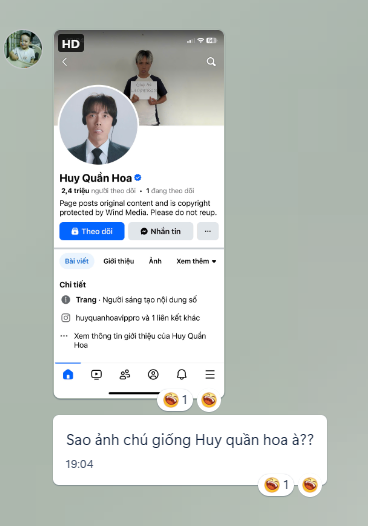 HD
Huy Quần Hoa
2,4 triệu người theo dõi • 1 đang theo dõi
Page posts original content and is copyright
protected by Wind Media. Please do not reup.
Theo dõi
Nhắn tin
Bài viết
Giới thiệu
Ảnh
Xem thêm
Chi tiết
Trang · Người sáng tạo nội dung số
huyquanhoavippro và 1 liên kết khác
Xem thông tin giới thiệu của Huy Quần
Hoa
1
Sao ảnh chú giống Huy quần hoa à??
19:04
1